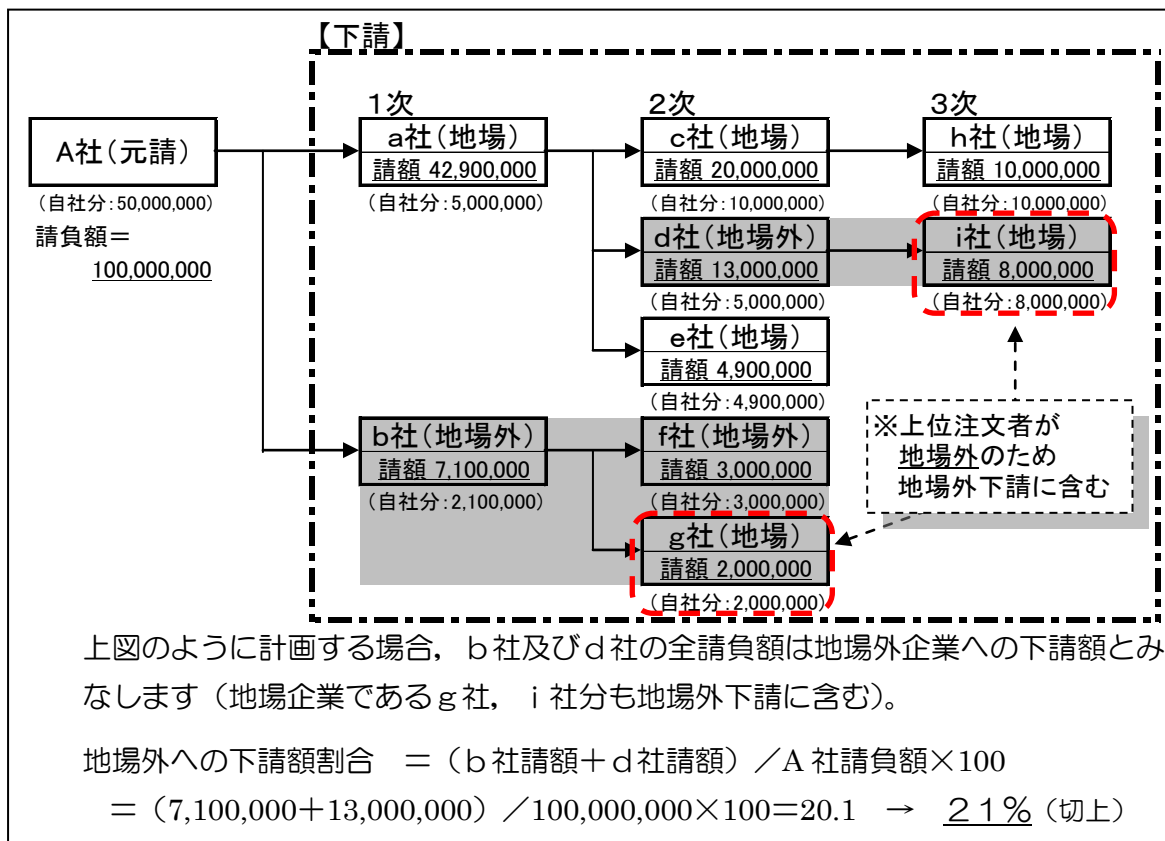 【下請】
1次
2次
3次
A社(元請)
(自社分:50,000,000)
請負額=
100,000,000
a社(地場)
請額 42,900,000
(自社分:5,000,000)
c社(地場)
請額 20,000,000
(自社分:10,000,000)
h社(地場)
請額 10,000,000
(自社分:10,000,000)
d社(地場外)
請額 13,000,000
(自社分:5,000,000)
i社(地場)
請額 8,000,000
(自社分:8,000,000)
e社(地場)
請額 4,900,000
(自社分:4,900,000)
b社(地場外)
請額 7,100,000
(自社分:2,100,000)
f社(地場外)
請額 3,000,000
(自社分:3,000,000)
g社(地場)
請額 2,000,000
(自社分:2,000,000)
※上位注文者が
地場外のため
地場外下請に含む
上図のように計画する場合,b社及びd社の全請負額は地場外企業への下請額とみ
なします(地場企業であるg社,i社分も地場外下請に含む)。
地場外への下請額割合 =(b社請額+d社請額)/A社請負額×100
=(7,100,000+13,000,000)/100,000,000×100=20.1 → 21%(切上)